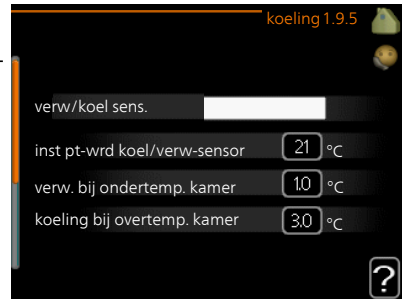 koeling 1.9.5
verw/koel sens.
inst pt-wrd koel/verw-sensor 21 °C
verw. bij ondertemp. kamer 1.0 °C
koeling bij overtemp. kamer 3.0 °C
?